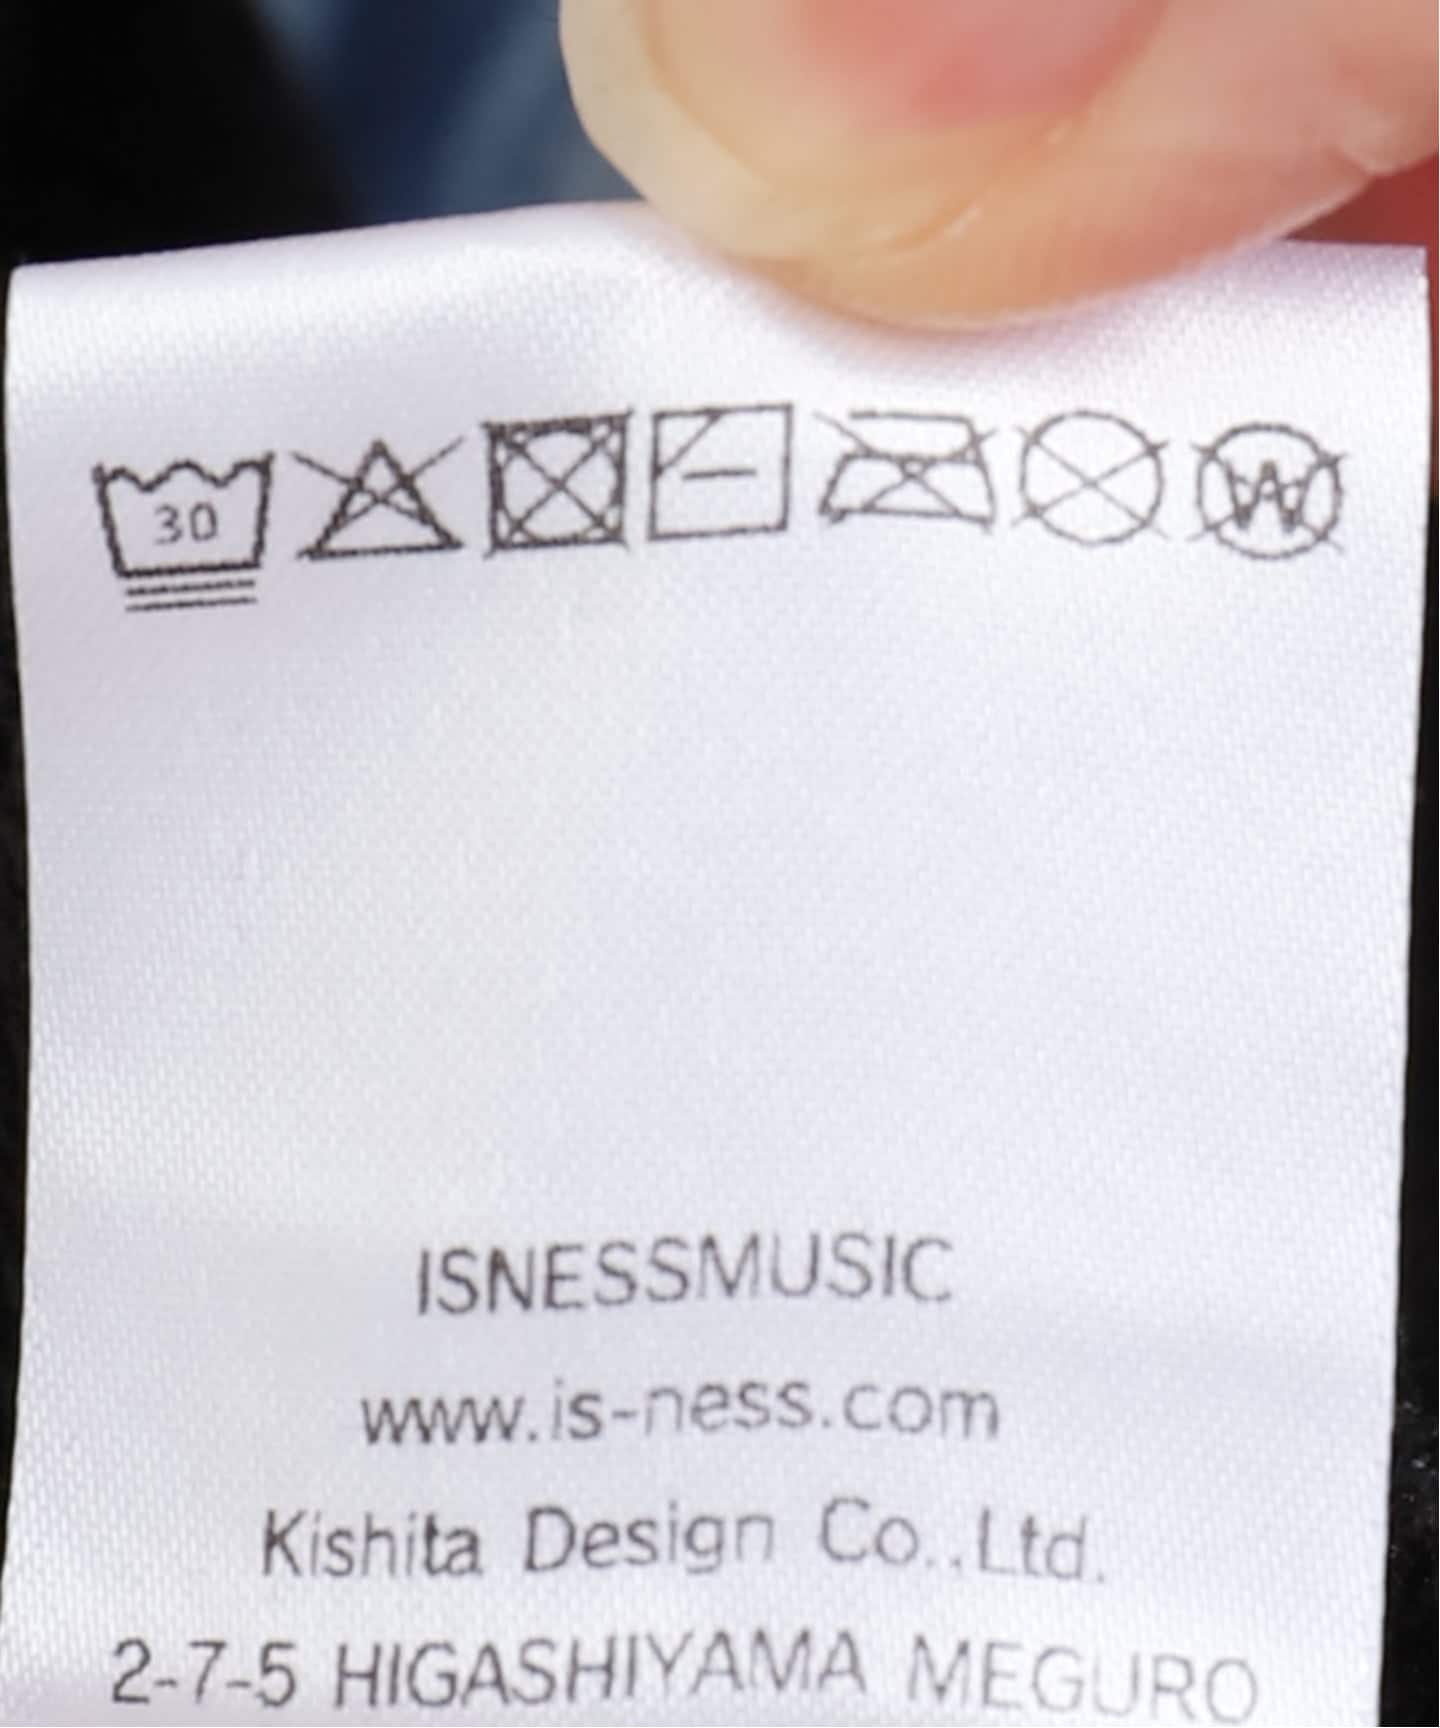 30 W
ISNESSMUSIC
www.is-ness.com
Kishita Design Co.,Ltd.
2-7-5 HIGASHIYAMA MEGURO